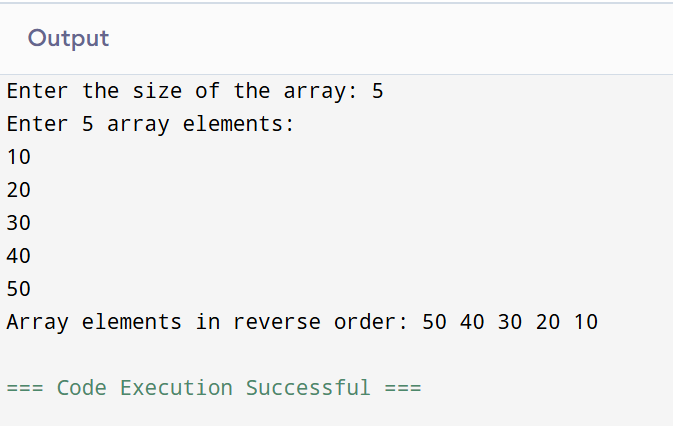 Output
Enter the size of the array: 5
Enter 5 array elements:
10
20
30
40
50
Array elements in reverse order: 50 40 30 20 10
=== Code Execution Successful ===